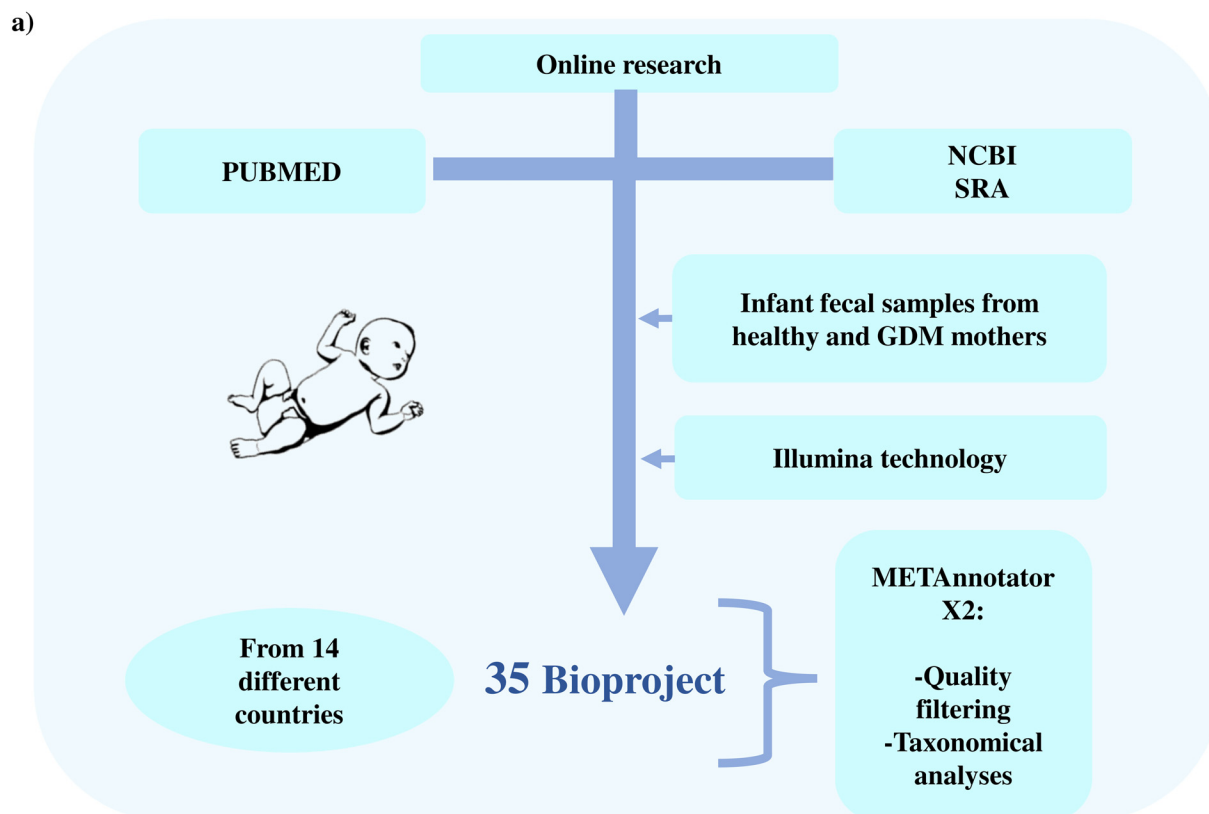 a)
Online research
PUBMED
NCBI
SRA
Infant fecal samples from
healthy and GDM mothers
Illumina technology
From 14
different
countries
35 Bioproject
METAnnotator
X2:
-Quality
filtering
-Taxonomical
analyses